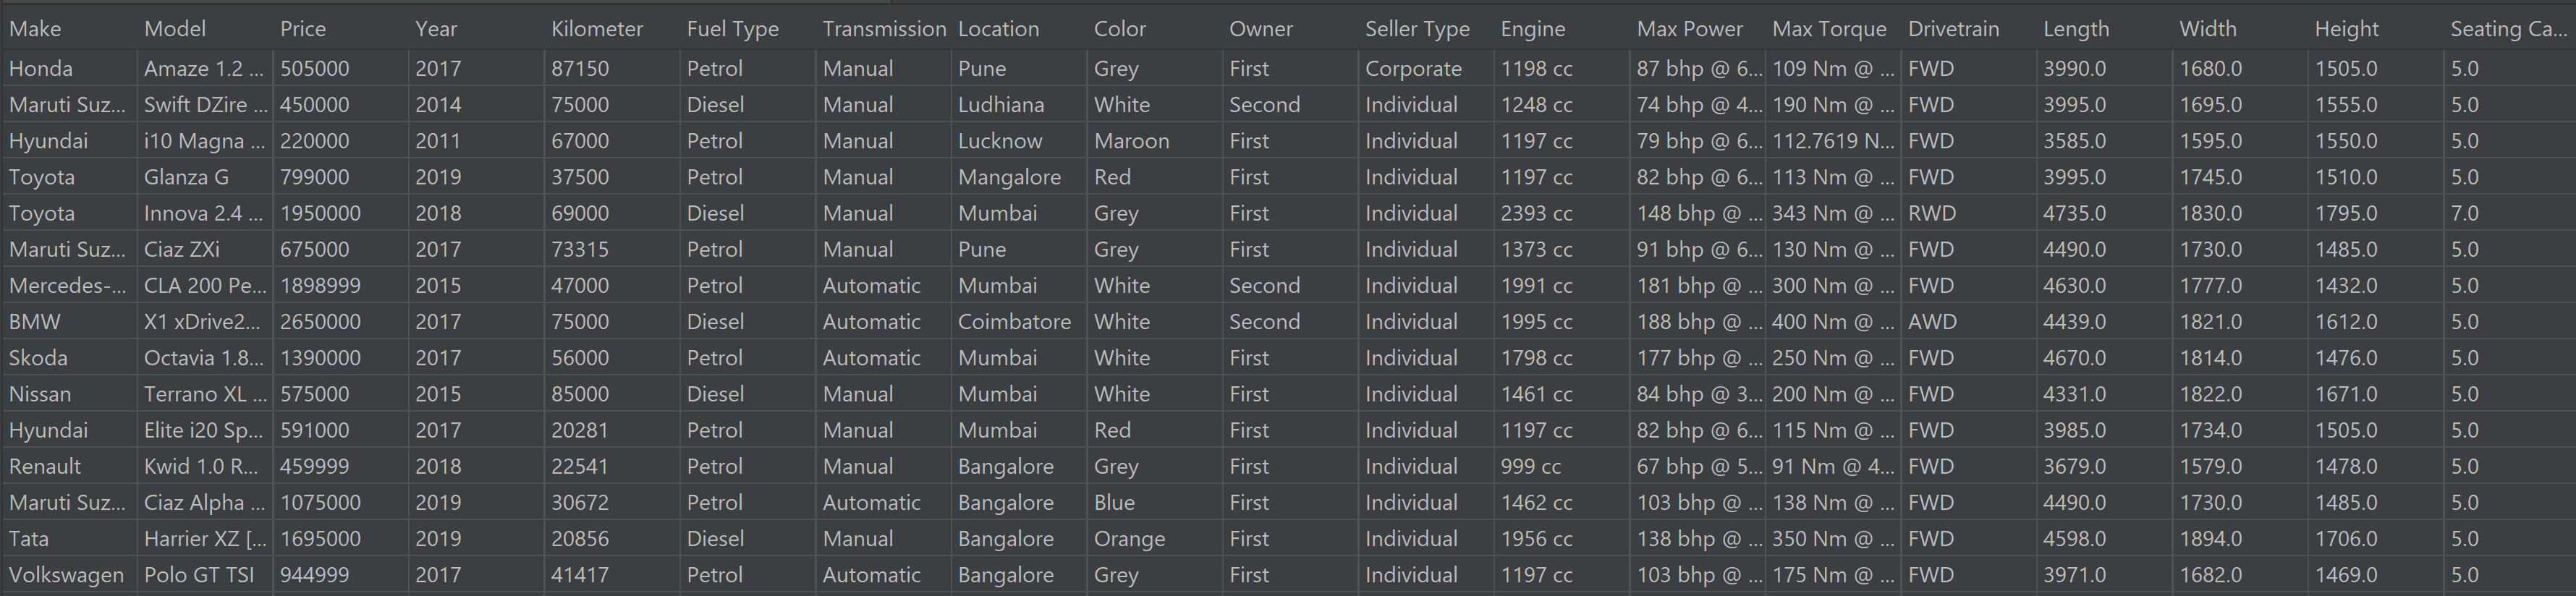 Make Model Price Year Kilometer Fuel Type Transmission Location Color Owner Seller Type Engine Max Power Max Torque Drivetrain Length Width Height Seating Ca...
Honda Amaze 1.2 ... 505000 2017 87150 Petrol Manual Pune Grey First Corporate 1198 cc 87 bhp @ 6... 109 Nm @ ... FWD 3990.0 1680.0 1505.0 5.0
Maruti Suz... Swift DZire ... 450000 2014 75000 Diesel Manual Ludhiana White Second Individual 1248 cc 74 bhp @ 4... 190 Nm @ ... FWD 3995.0 1695.0 1555.0 5.0
Hyundai i10 Magna ... 220000 2011 67000 Petrol Manual Lucknow Maroon First Individual 1197 cc 79 bhp @ 6... 112.7619 N... FWD 3585.0 1595.0 1550.0 5.0
Toyota Glanza G 799000 2019 37500 Petrol Manual Mangalore Red First Individual 1197 cc 82 bhp @ 6... 113 Nm @ ... FWD 3995.0 1745.0 1510.0 5.0
Toyota Innova 2.4 ... 1950000 2018 69000 Diesel Manual Mumbai Grey First Individual 2393 cc 148 bhp @ ... 343 Nm @ ... RWD 4735.0 1830.0 1795.0 7.0
Maruti Suz... Ciaz ZXi 675000 2017 73315 Petrol Manual Pune Grey First Individual 1373 cc 91 bhp @ 6... 130 Nm @ ... FWD 4490.0 1730.0 1485.0 5.0
Mercedes-... CLA 200 Pe... 1898999 2015 47000 Petrol Automatic Mumbai White Second Individual 1991 cc 181 bhp @ ... 300 Nm @ ... FWD 4630.0 1777.0 1432.0 5.0
BMW X1 xDrive2... 2650000 2017 75000 Diesel Automatic Coimbatore White Second Individual 1995 cc 188 bhp @ ... 400 Nm @ ... AWD 4439.0 1821.0 1612.0 5.0
Skoda Octavia 1.8... 1390000 2017 56000 Petrol Automatic Mumbai White First Individual 1798 cc 177 bhp @ ... 250 Nm @ ... FWD 4670.0 1814.0 1476.0 5.0
Nissan Terrano XL ... 575000 2015 85000 Diesel Manual Mumbai White First Individual 1461 cc 84 bhp @ 3... 200 Nm @ ... FWD 4331.0 1822.0 1671.0 5.0
Hyundai Elite i20 Sp... 591000 2017 20281 Petrol Manual Mumbai Red First Individual 1197 cc 82 bhp @ 6... 115 Nm @ ... FWD 3985.0 1734.0 1505.0 5.0
Renault Kwid 1.0 R... 459999 2018 22541 Petrol Manual Bangalore Grey First Individual 999 cc 67 bhp @ 5... 91 Nm @ 4... FWD 3679.0 1579.0 1478.0 5.0
Maruti Suz... Ciaz Alpha ... 1075000 2019 30672 Petrol Automatic Bangalore Blue First Individual 1462 cc 103 bhp @ ... 138 Nm @ ... FWD 4490.0 1730.0 1485.0 5.0
Tata Harrier XZ [... 1695000 2019 20856 Diesel Manual Bangalore Orange First Individual 1956 cc 138 bhp @ ... 350 Nm @ ... FWD 4598.0 1894.0 1706.0 5.0
Volkswagen Polo GT TSI 944999 2017 41417 Petrol Automatic Bangalore Grey First Individual 1197 cc 103 bhp @ ... 175 Nm @ ... FWD 3971.0 1682.0 1469.0 5.0